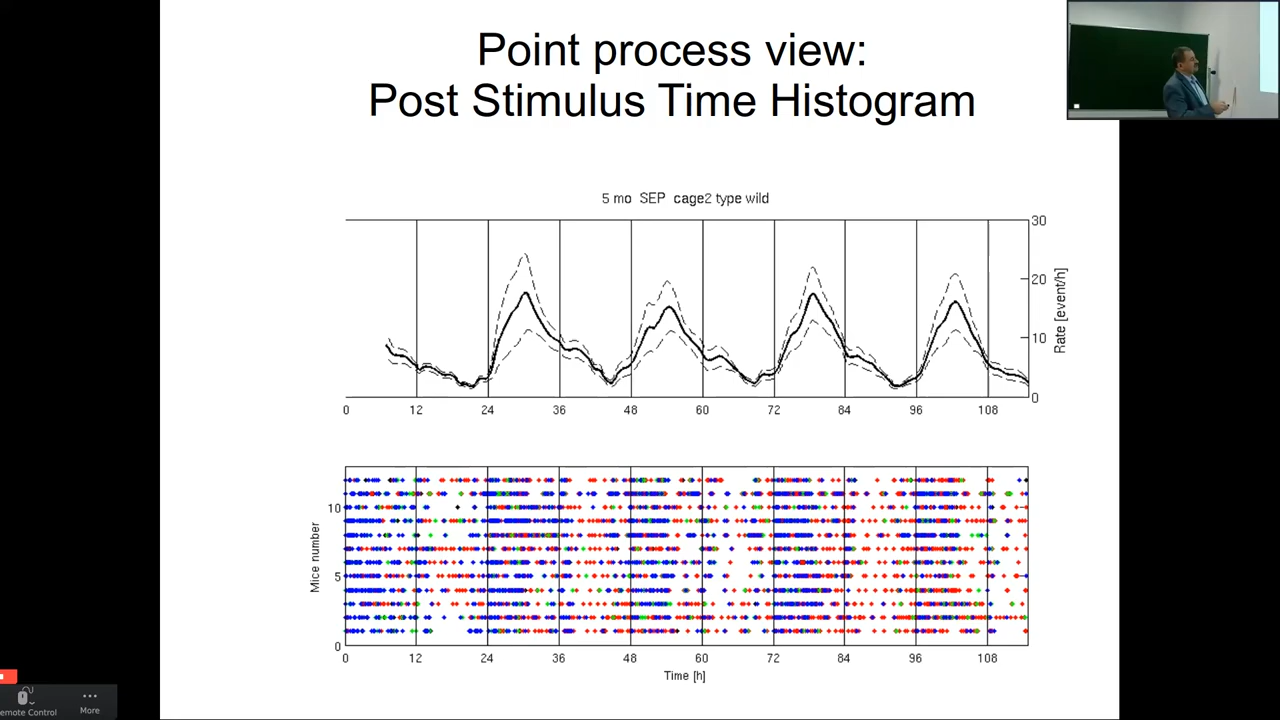 Point process view:
Post Stimulus Time Histogram
5 mo SEP cage2 type wild
30
20
10
0
Rate [event/h]
0 12 24 36 48 60 72 84 96 108
10
5
0
Mice number
0 12 24 36 48 60 72 84 96 108
Time [h]
emote Control
More